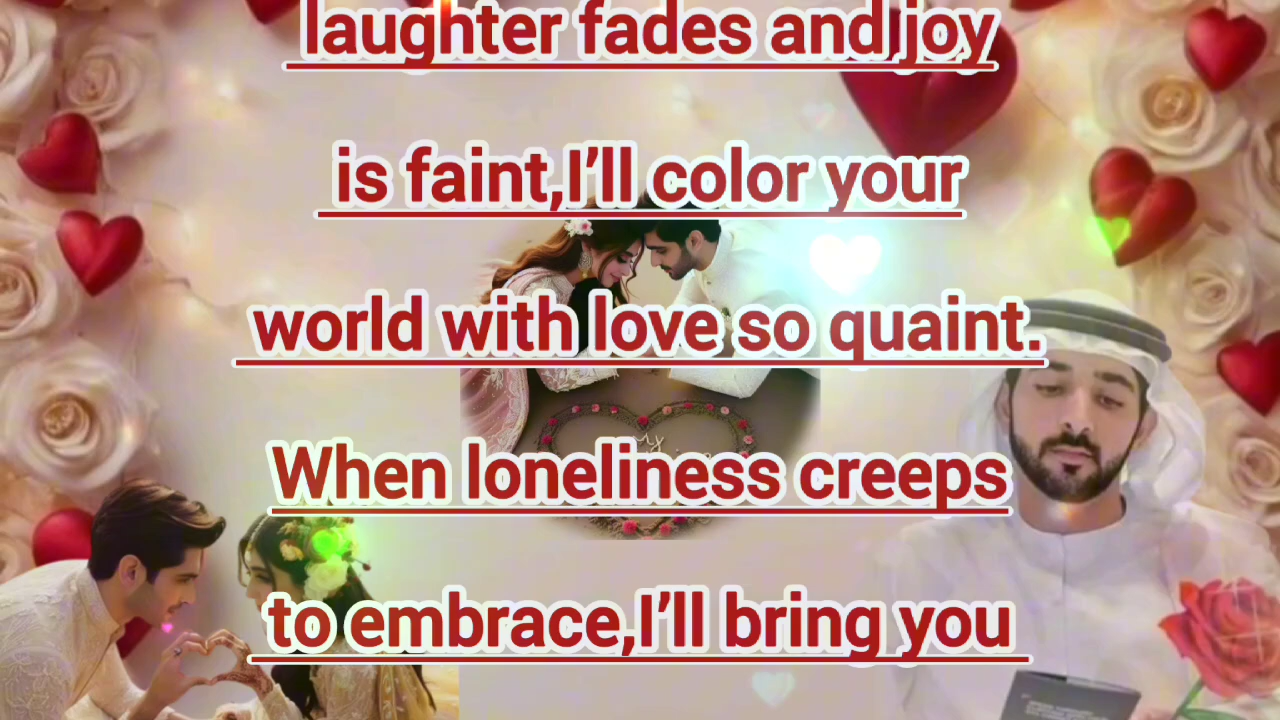 laughter fades and joy
is faint,I’ll color your
world with love so quaint.
When loneliness creeps
to embrace,I’ll bring you